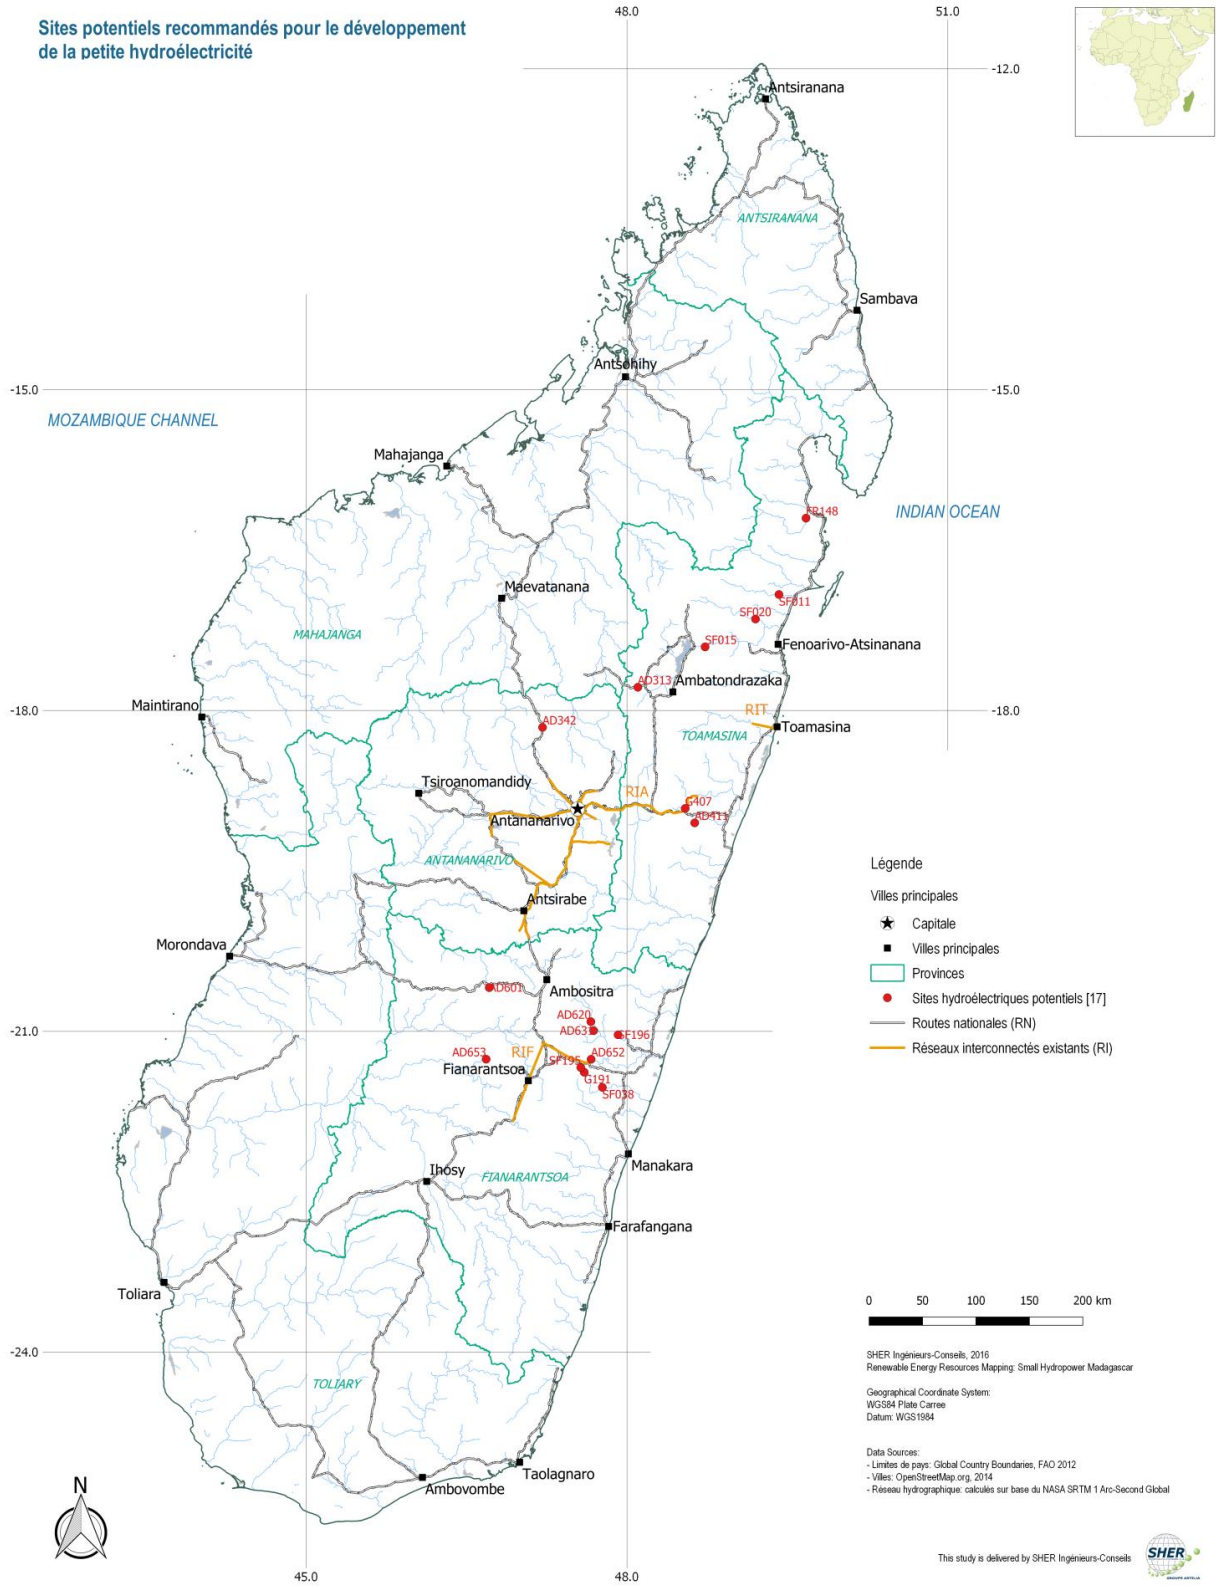 Sites potentiels recommandés pour le développement
de la petite hydroélectricité
48.0
51.0
-12.0
Antsiranana
ANTSIRANANA
Sambava
Antsohihy
-15.0
-15.0
MOZAMBIQUE CHANNEL
Mahajanga
INDIAN OCEAN
FR148
Maevatanana
SF011
SF020
MAHAJANGA
SF015
Fenoarivo-Atsinanana
AD313
Ambatondrazaka
Maintirano
-18.0
RIT
-18.0
AD342
Toamasina
TOAMASINA
Tsiroanomandidy
RIA
G407
Antananarivo
AD411
ANTANANARIVO
Antsirabe
Morondava
AD601
Ambositra
AD620
-21.0
AD631
SF196
AD653
RIF
AD652
SF195
Fianarantsoa
G191
SF038
Manakara
Ihosy
FIANARANTSOA
Farafangana
Toliara
-24.0
TOLIARY
Taolagnaro
Ambovombe
N
45.0
48.0
Légende
Villes principales
Capitale
Villes principales
Provinces
Sites hydroélectriques potentiels [17]
Routes nationales (RN)
Réseaux interconnectés existants (RI)
0 50 100 150 200 km
SHER Ingénieurs-Conseils, 2016
Renewable Energy Resources Mapping: Small Hydropower Madagascar
Geographical Coordinate System:
WGS84 Plate Carree
Datum: WGS1984
Data Sources:
- Limites de pays: Global Country Boundaries, FAO 2012
- Villes: OpenStreetMap.org, 2014
- Réseau hydrographique: calculés sur base du NASA SRTM 1 Arc-Second Global
This study is delivered by SHER Ingénieurs-Conseils
SHER
GROUPE ARTELIA